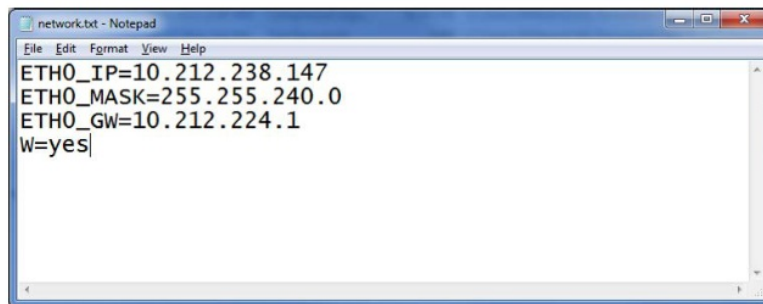 network.txt - Notepad
File Edit Format View Help
ETH0_IP=10.212.238.147
ETH0_MASK=255.255.240.0
ETH0_GW=10.212.224.1
W=yes